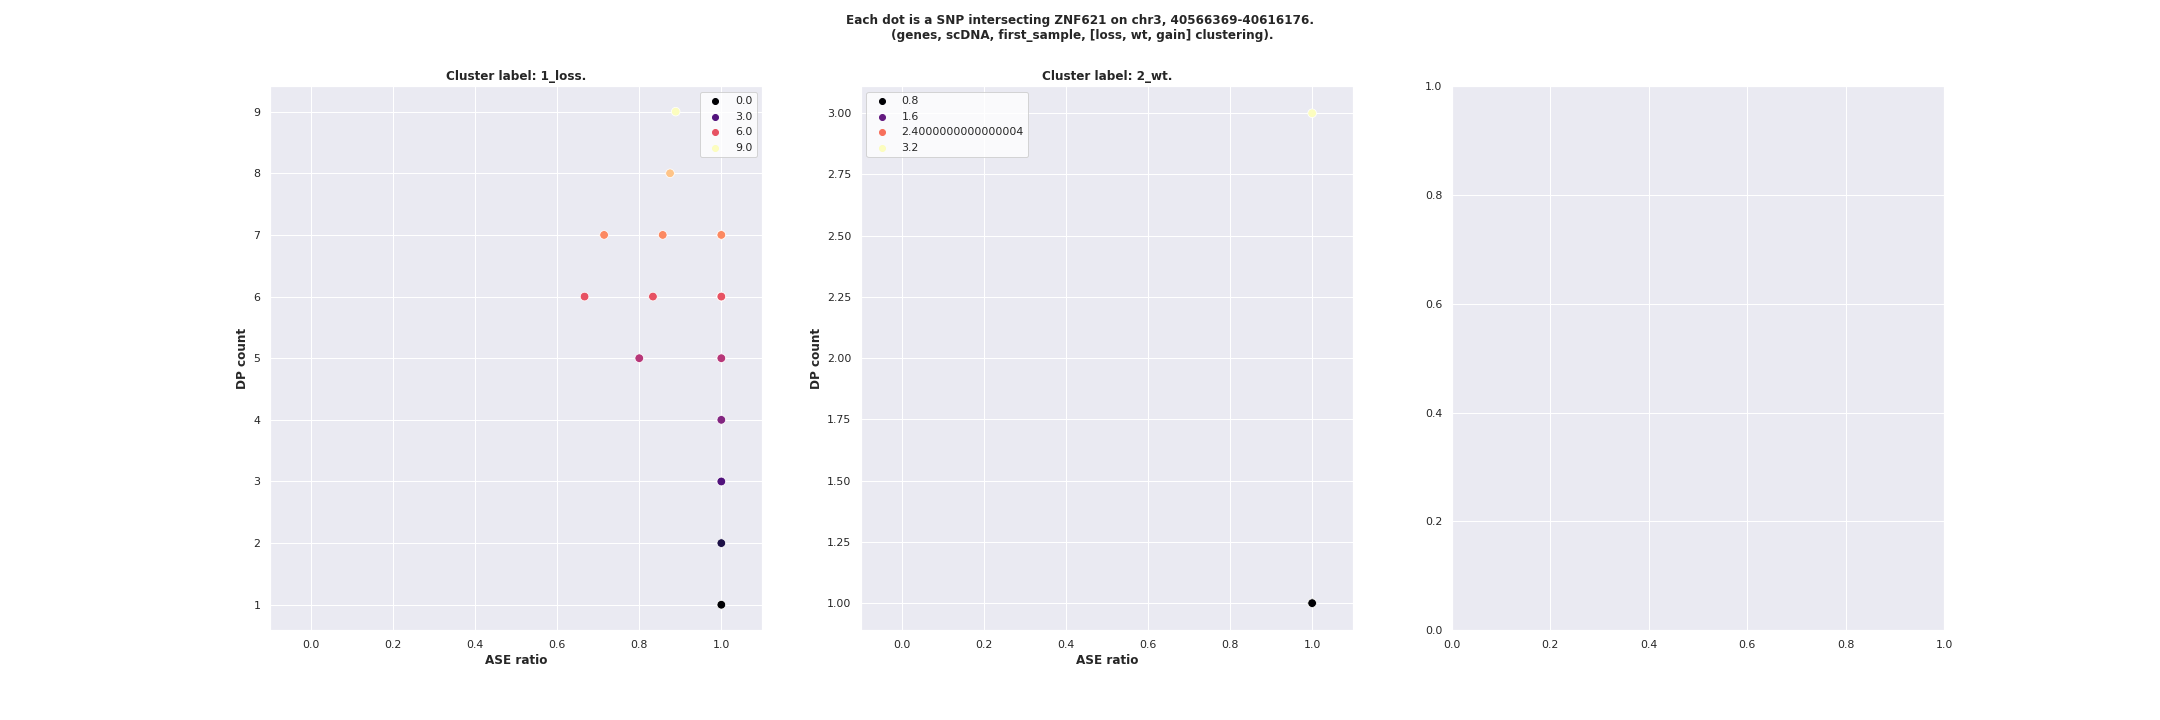 Each dot is a SNP intersecting ZNF621 on chr3, 40566369-40616176.
(genes, scDNA, first_sample, [loss, wt, gain] clustering).
Cluster label: 1_loss.
0.0
3.0
6.0
9.0
9
8
7
6
5
4
3
2
1
DP count
0.0 0.2 0.4 0.6 0.8 1.0
ASE ratio
Cluster label: 2_wt.
0.8
1.6
2.4000000000000004
3.2
3.00
2.75
2.50
2.25
2.00
1.75
1.50
1.25
1.00
DP count
0.0 0.2 0.4 0.6 0.8 1.0
ASE ratio
1.0
0.8
0.6
0.4
0.2
0.0
0.0 0.2 0.4 0.6 0.8 1.0